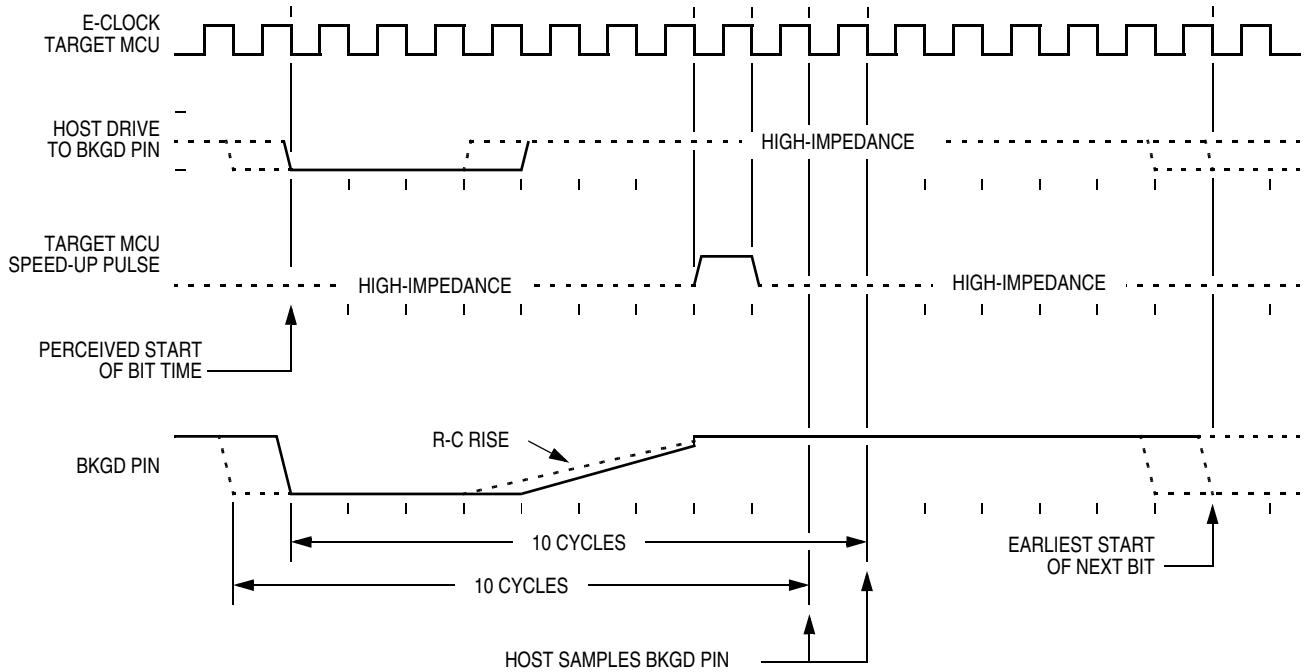 E-CLOCK
TARGET MCU
HOST DRIVE
TO BKGD PIN
HIGH-IMPEDANCE
TARGET MCU
SPEED-UP PULSE
HIGH-IMPEDANCE
HIGH-IMPEDANCE
PERCEIVED START
OF BIT TIME
R-C RISE
BKGD PIN
10 CYCLES
EARLIEST START
OF NEXT BIT
10 CYCLES
HOST SAMPLES BKGD PIN